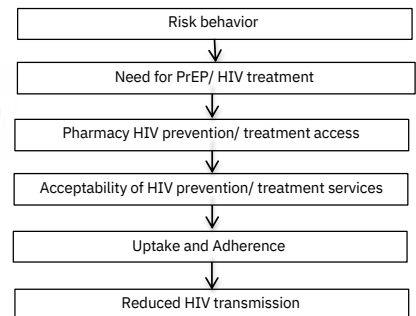 Risk behavior
Need for PrEP/ HIV treatment
Pharmacy HIV prevention/ treatment access
Acceptability of HIV prevention/ treatment services
Uptake and Adherence
Reduced HIV transmission